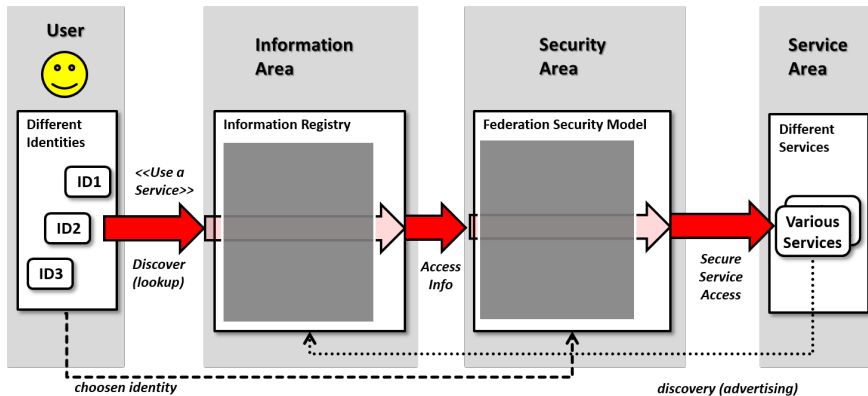 User
Information
Area
Security
Area
Service
Area
Different
Identities
Information Registry
Federation Security Model
Different
Services
ID1
ID2
ID3
<<Use a
Service>>
Discover
(lookup)
Access
Info
Secure
Service
Access
Various
Services
choosen identity
discovery (advertising)